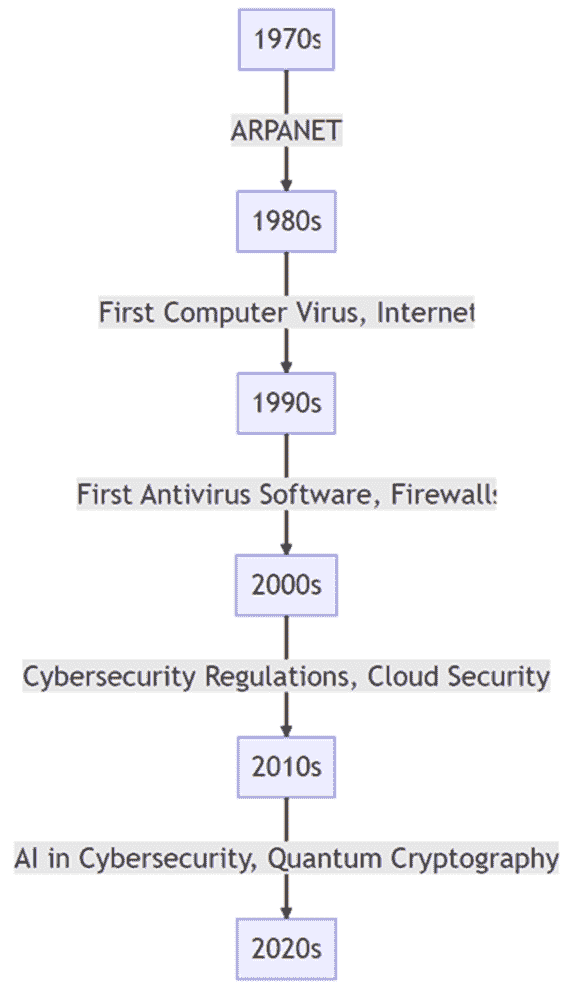 1970s
ARPANET
1980s
First Computer Virus, Internet
1990s
First Antivirus Software, Firewalls
2000s
Cybersecurity Regulations, Cloud Security
2010s
AI in Cybersecurity, Quantum Cryptography
2020s